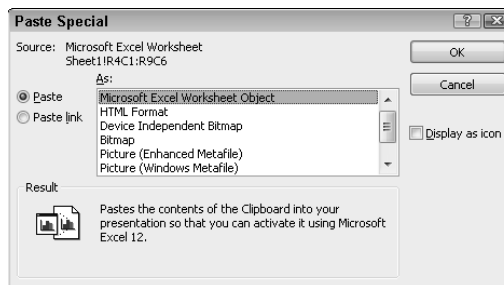 Paste Special
Source: Microsoft Excel Worksheet
Sheet1!R4C1:R9C6
As:
Paste
Paste link
Microsoft Excel Worksheet Object
HTML Format
Device Independent Bitmap
Bitmap
Picture (Enhanced Metafile)
Picture (Windows Metafile)
OK
Cancel
Display as icon
Result
Pastes the contents of the Clipboard into your
presentation so that you can activate it using Microsoft
Excel 12.